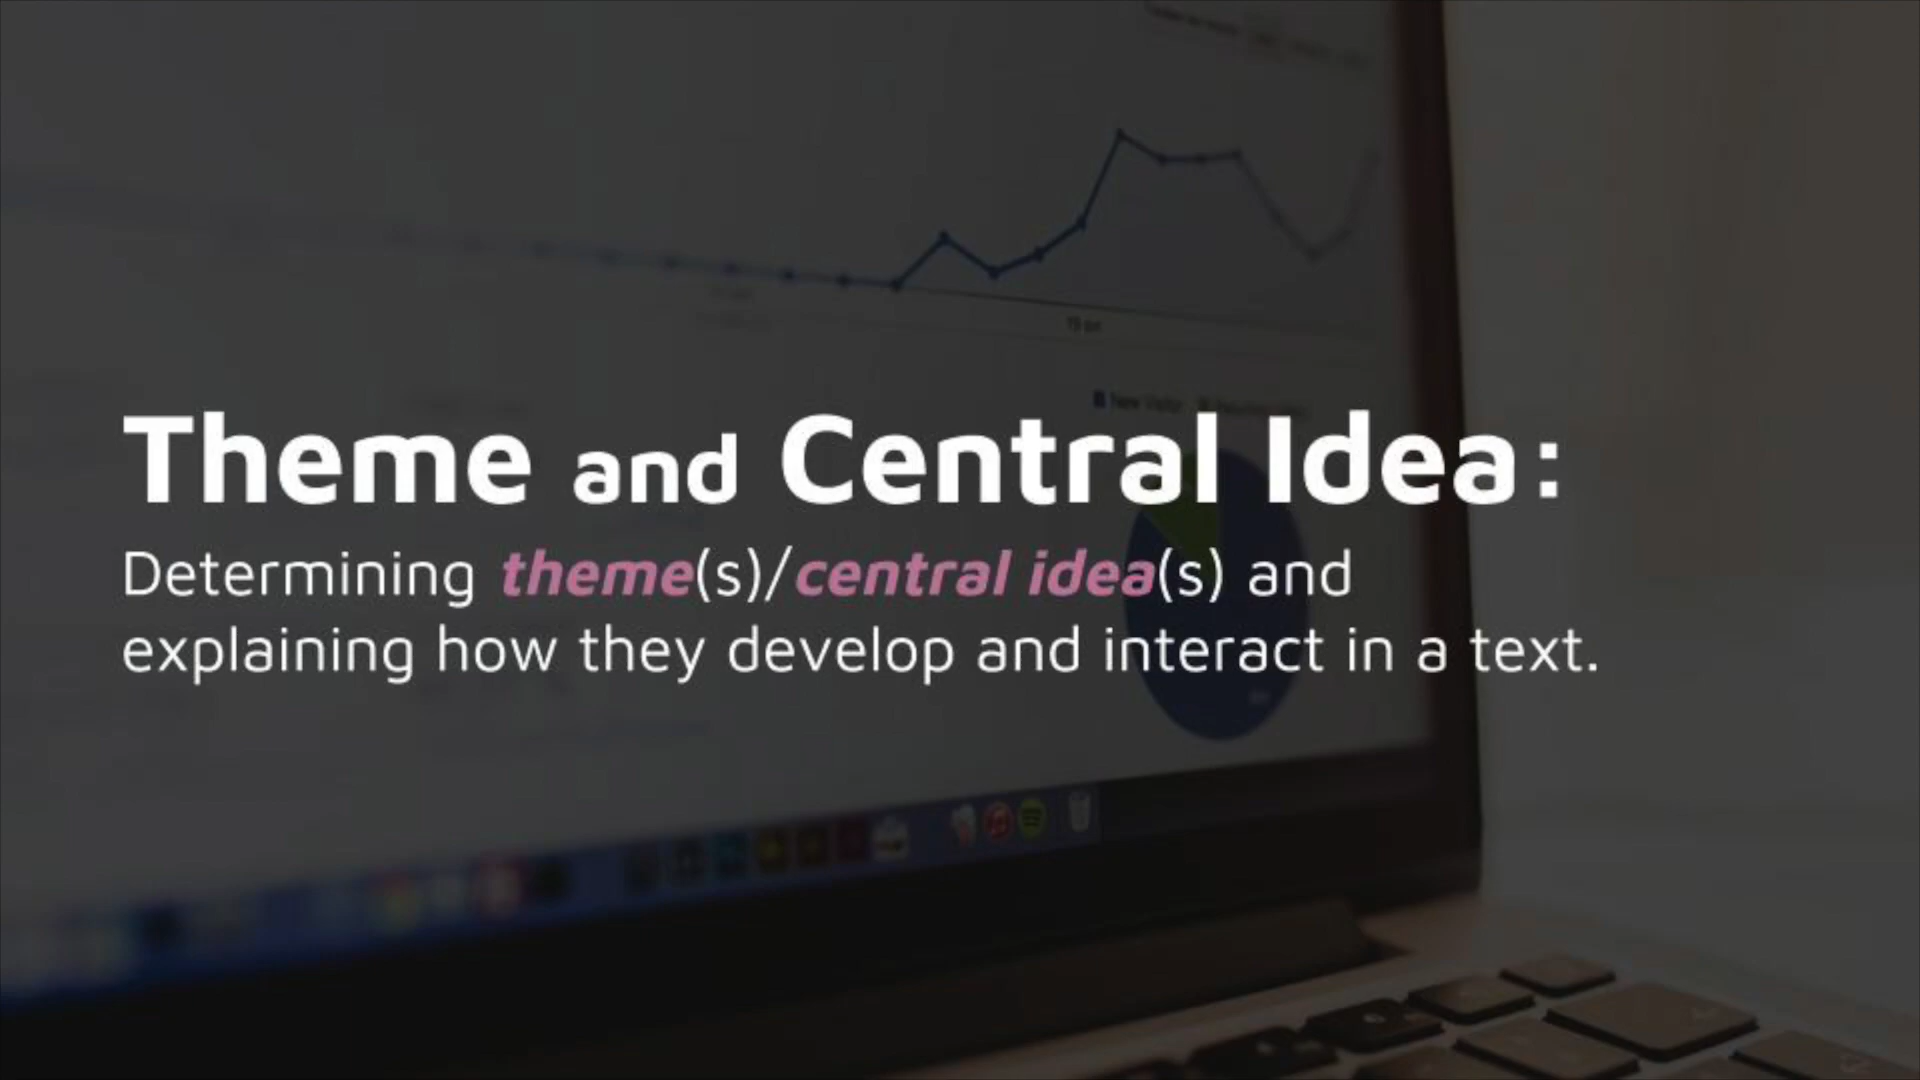 Theme and Central Idea:
Determining theme(s)/central idea(s) and
explaining how they develop and interact in a text.